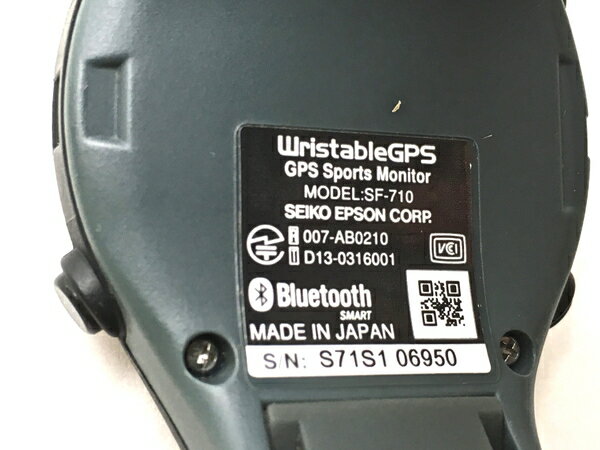 WristableGPS
GPS Sports Monitor
MODEL:SF-710
SEIKO EPSON CORP.
R 007-AB0210
T D13-0316001
VCI
Bluetooth
SMART
MADE IN JAPAN
S/N: S71S1 06950